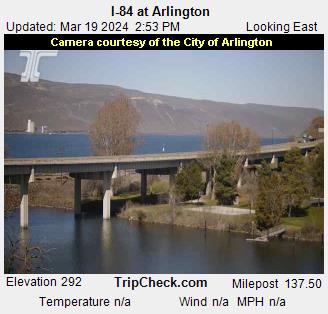 I-84 at Arlington
Updated: Mar 19 2024 2:53 PM Looking East
Camera courtesy of the City of Arlington
Elevation 292 TripCheck.com Milepost 137.50
Temperature n/a Wind n/a MPH n/a